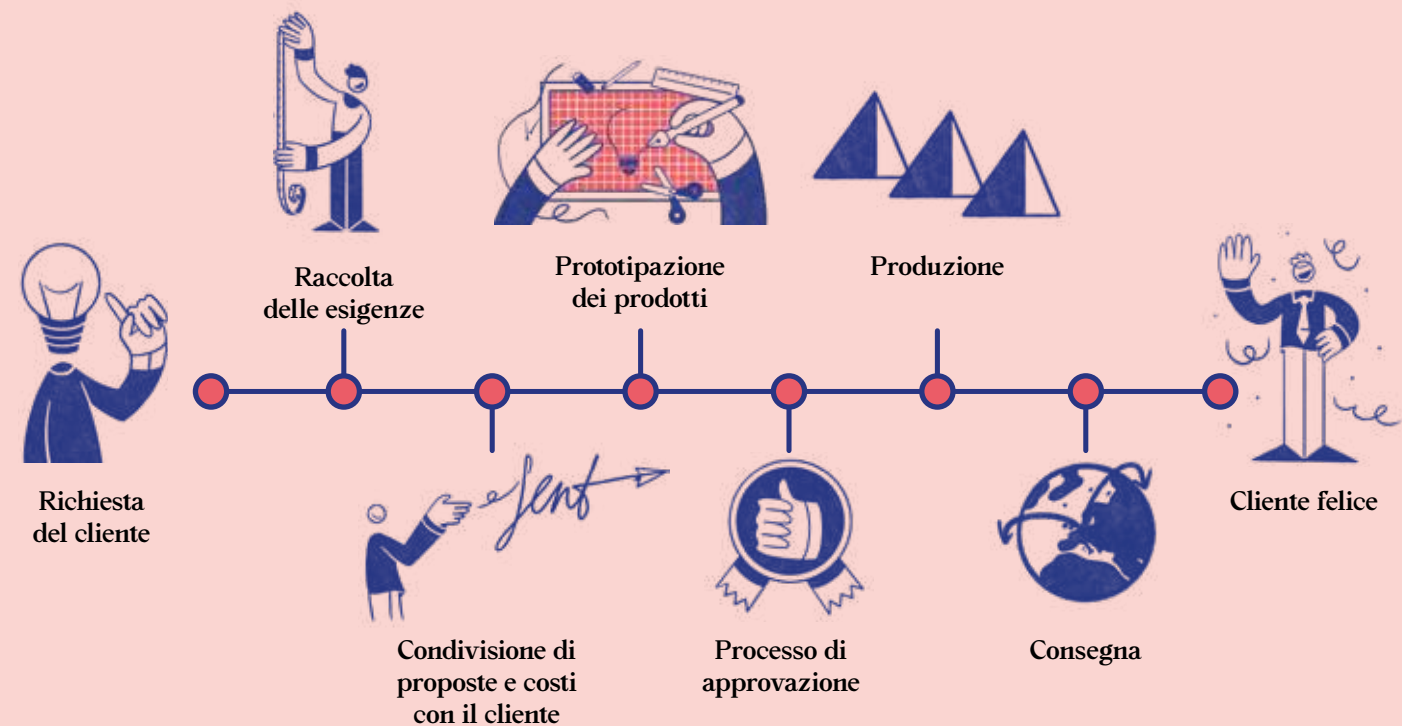 Richiesta
del cliente
Raccolta
delle esigenze
Condivisione di
proposte e costi
con il cliente
Sent
Prototipazione
dei prodotti
Processo di
approvazione
Produzione
Consegna
Cliente felice